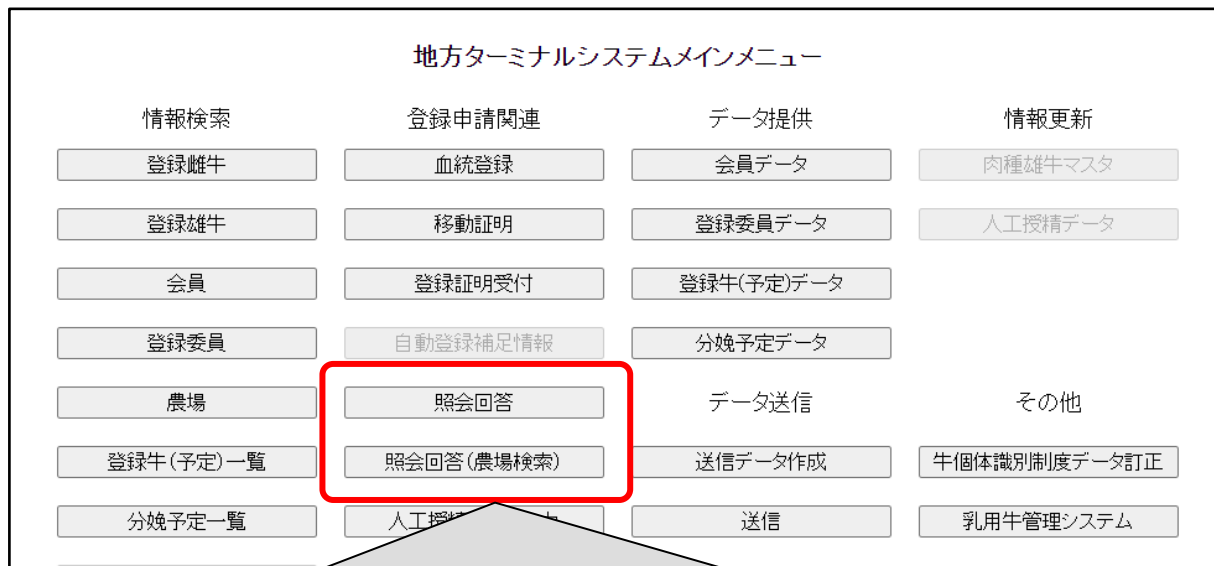 地方ターミナルシステムメインメニュー
情報検索 登録申請関連 データ提供 情報更新
登録雌牛 血統登録 会員データ 肉種雄牛マスタ
登録雄牛 移動証明 登録委員データ 人工授精データ
会員 登録証明受付 登録牛(予定)データ
登録委員 自動登録補足情報 分娩予定データ
農場 照会回答 データ送信 その他
登録牛(予定)一覧 照会回答(農場検索) 送信データ作成 牛個体識別制度データ訂正
分娩予定一覧 人工授精 送信 乳用牛管理システム